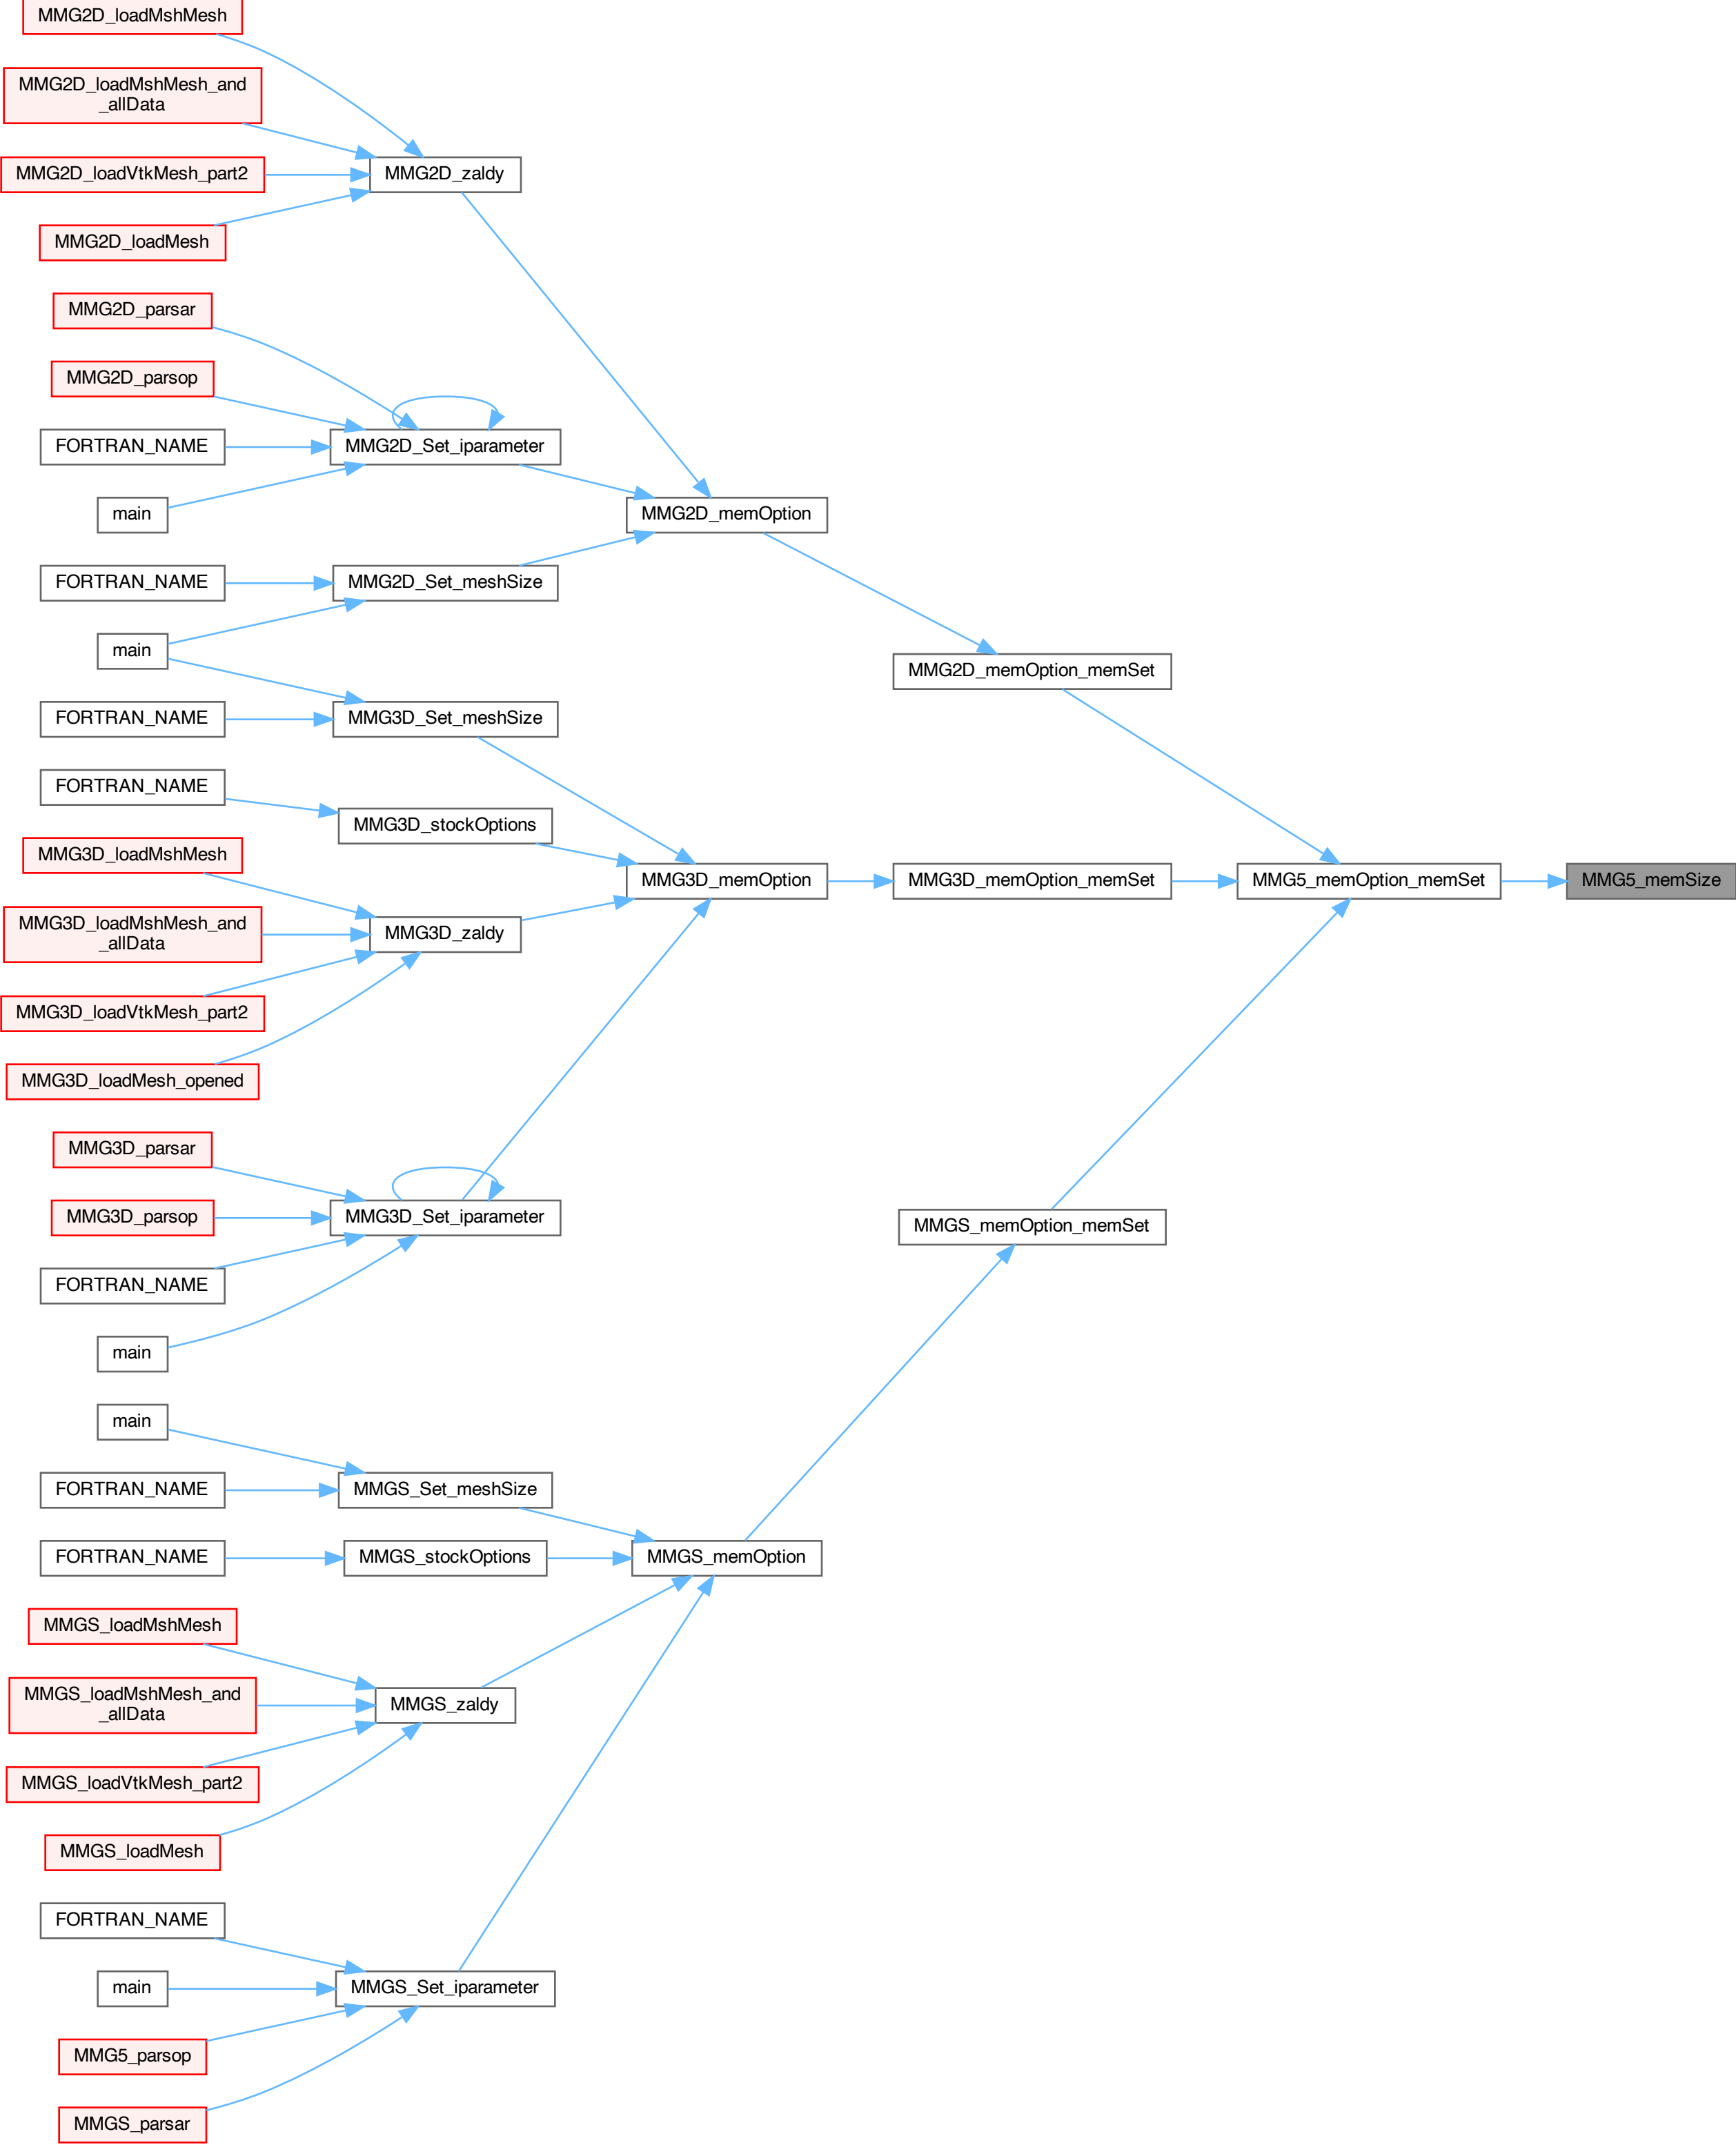 MMG2D_loadMshMesh
MMG2D_loadMshMesh_and
_allData
MMG2D_loadVtkMesh_part2
MMG2D_zaldy
MMG2D_loadMesh
MMG2D_parsar
MMG2D_parsop
FORTRAN_NAME
MMG2D_Set_iparameter
main
MMG2D_memOption
FORTRAN_NAME
MMG2D_Set_meshSize
main
MMG2D_memOption_memSet
FORTRAN_NAME
MMG3D_Set_meshSize
FORTRAN_NAME
MMG3D_stockOptions
MMG3D_loadMshMesh
MMG3D_memOption
MMG3D_memOption_memSet
MMG5_memOption_memSet
MMG5_memSize
MMG3D_loadMshMesh_and
_allData
MMG3D_zaldy
MMG3D_loadVtkMesh_part2
MMG3D_loadMesh_opened
MMG3D_parsar
MMG3D_parsop
MMG3D_Set_iparameter
MMGS_memOption_memSet
FORTRAN_NAME
main
main
FORTRAN_NAME
MMGS_Set_meshSize
FORTRAN_NAME
MMGS_stockOptions
MMGS_memOption
MMGS_loadMshMesh
MMGS_loadMshMesh_and
_allData
MMGS_zaldy
MMGS_loadVtkMesh_part2
MMGS_loadMesh
FORTRAN_NAME
main
MMGS_Set_iparameter
MMG5_parsop
MMGS_parsar